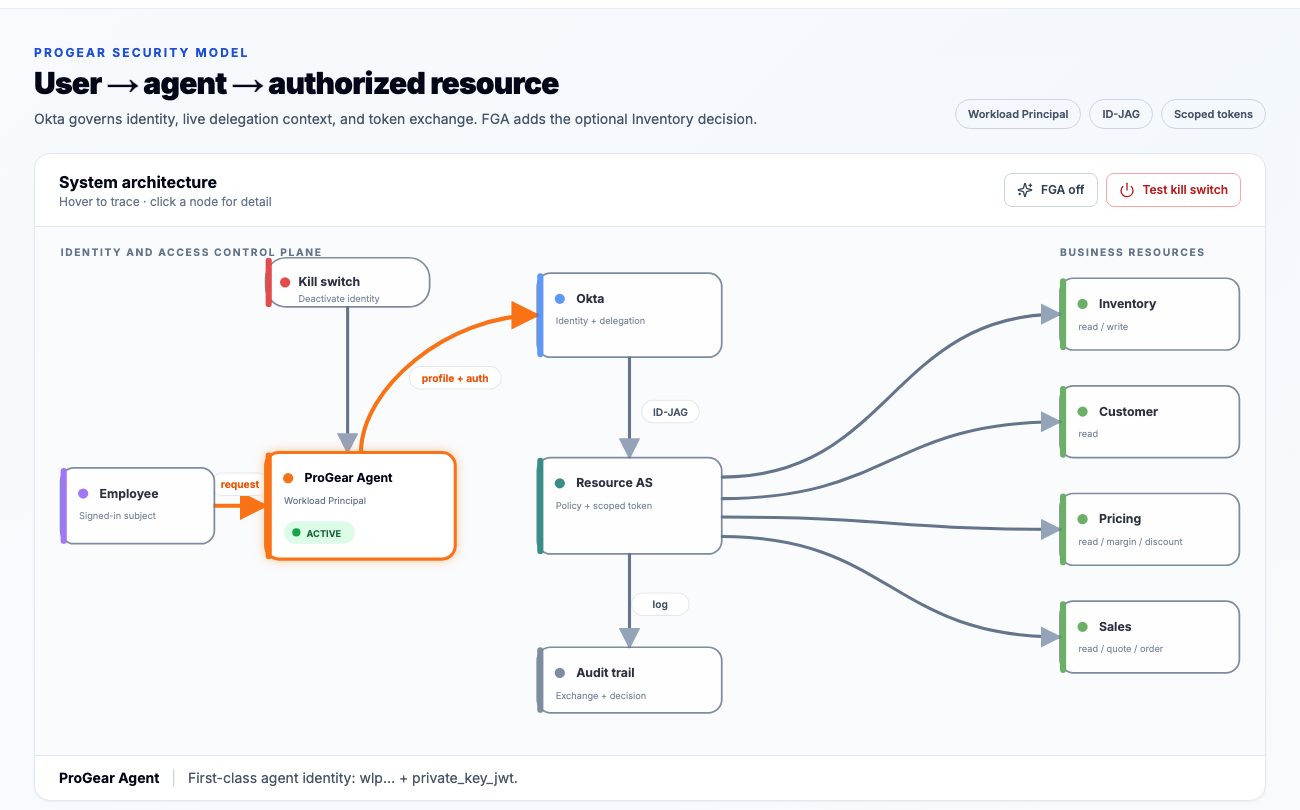 PROGEAR SECURITY MODEL
User → agent → authorized resource
Okta governs identity, live delegation context, and token exchange. FGA adds the optional Inventory decision.
Workload Principal
ID-JAG
Scoped tokens
System architecture
Hover to trace · click a node for detail
FGA off
Test kill switch
IDENTITY AND ACCESS CONTROL PLANE
BUSINESS RESOURCES
Kill switch
Deactivate identity
Okta
Identity + delegation
Inventory
read / write
profile + auth
ID-JAG
Customer
read
Employee
Signed-in subject
request
ProGear Agent
Workload Principal
ACTIVE
Resource AS
Policy + scoped token
Pricing
read / margin / discount
log
Sales
read / quote / order
Audit trail
Exchange + decision
ProGear Agent
First-class agent identity: wlp... + private_key_jwt.